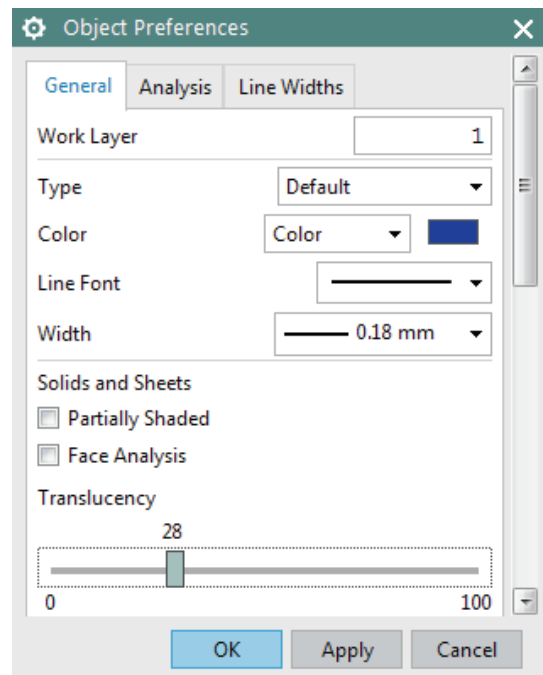 Object Preferences
General Analysis Line Widths
Work Layer 1
Type Default
Color Color
Line Font
Width 0.18 mm
Solids and Sheets
Partially Shaded
Face Analysis
Translucency
28
0 100
OK Apply Cancel